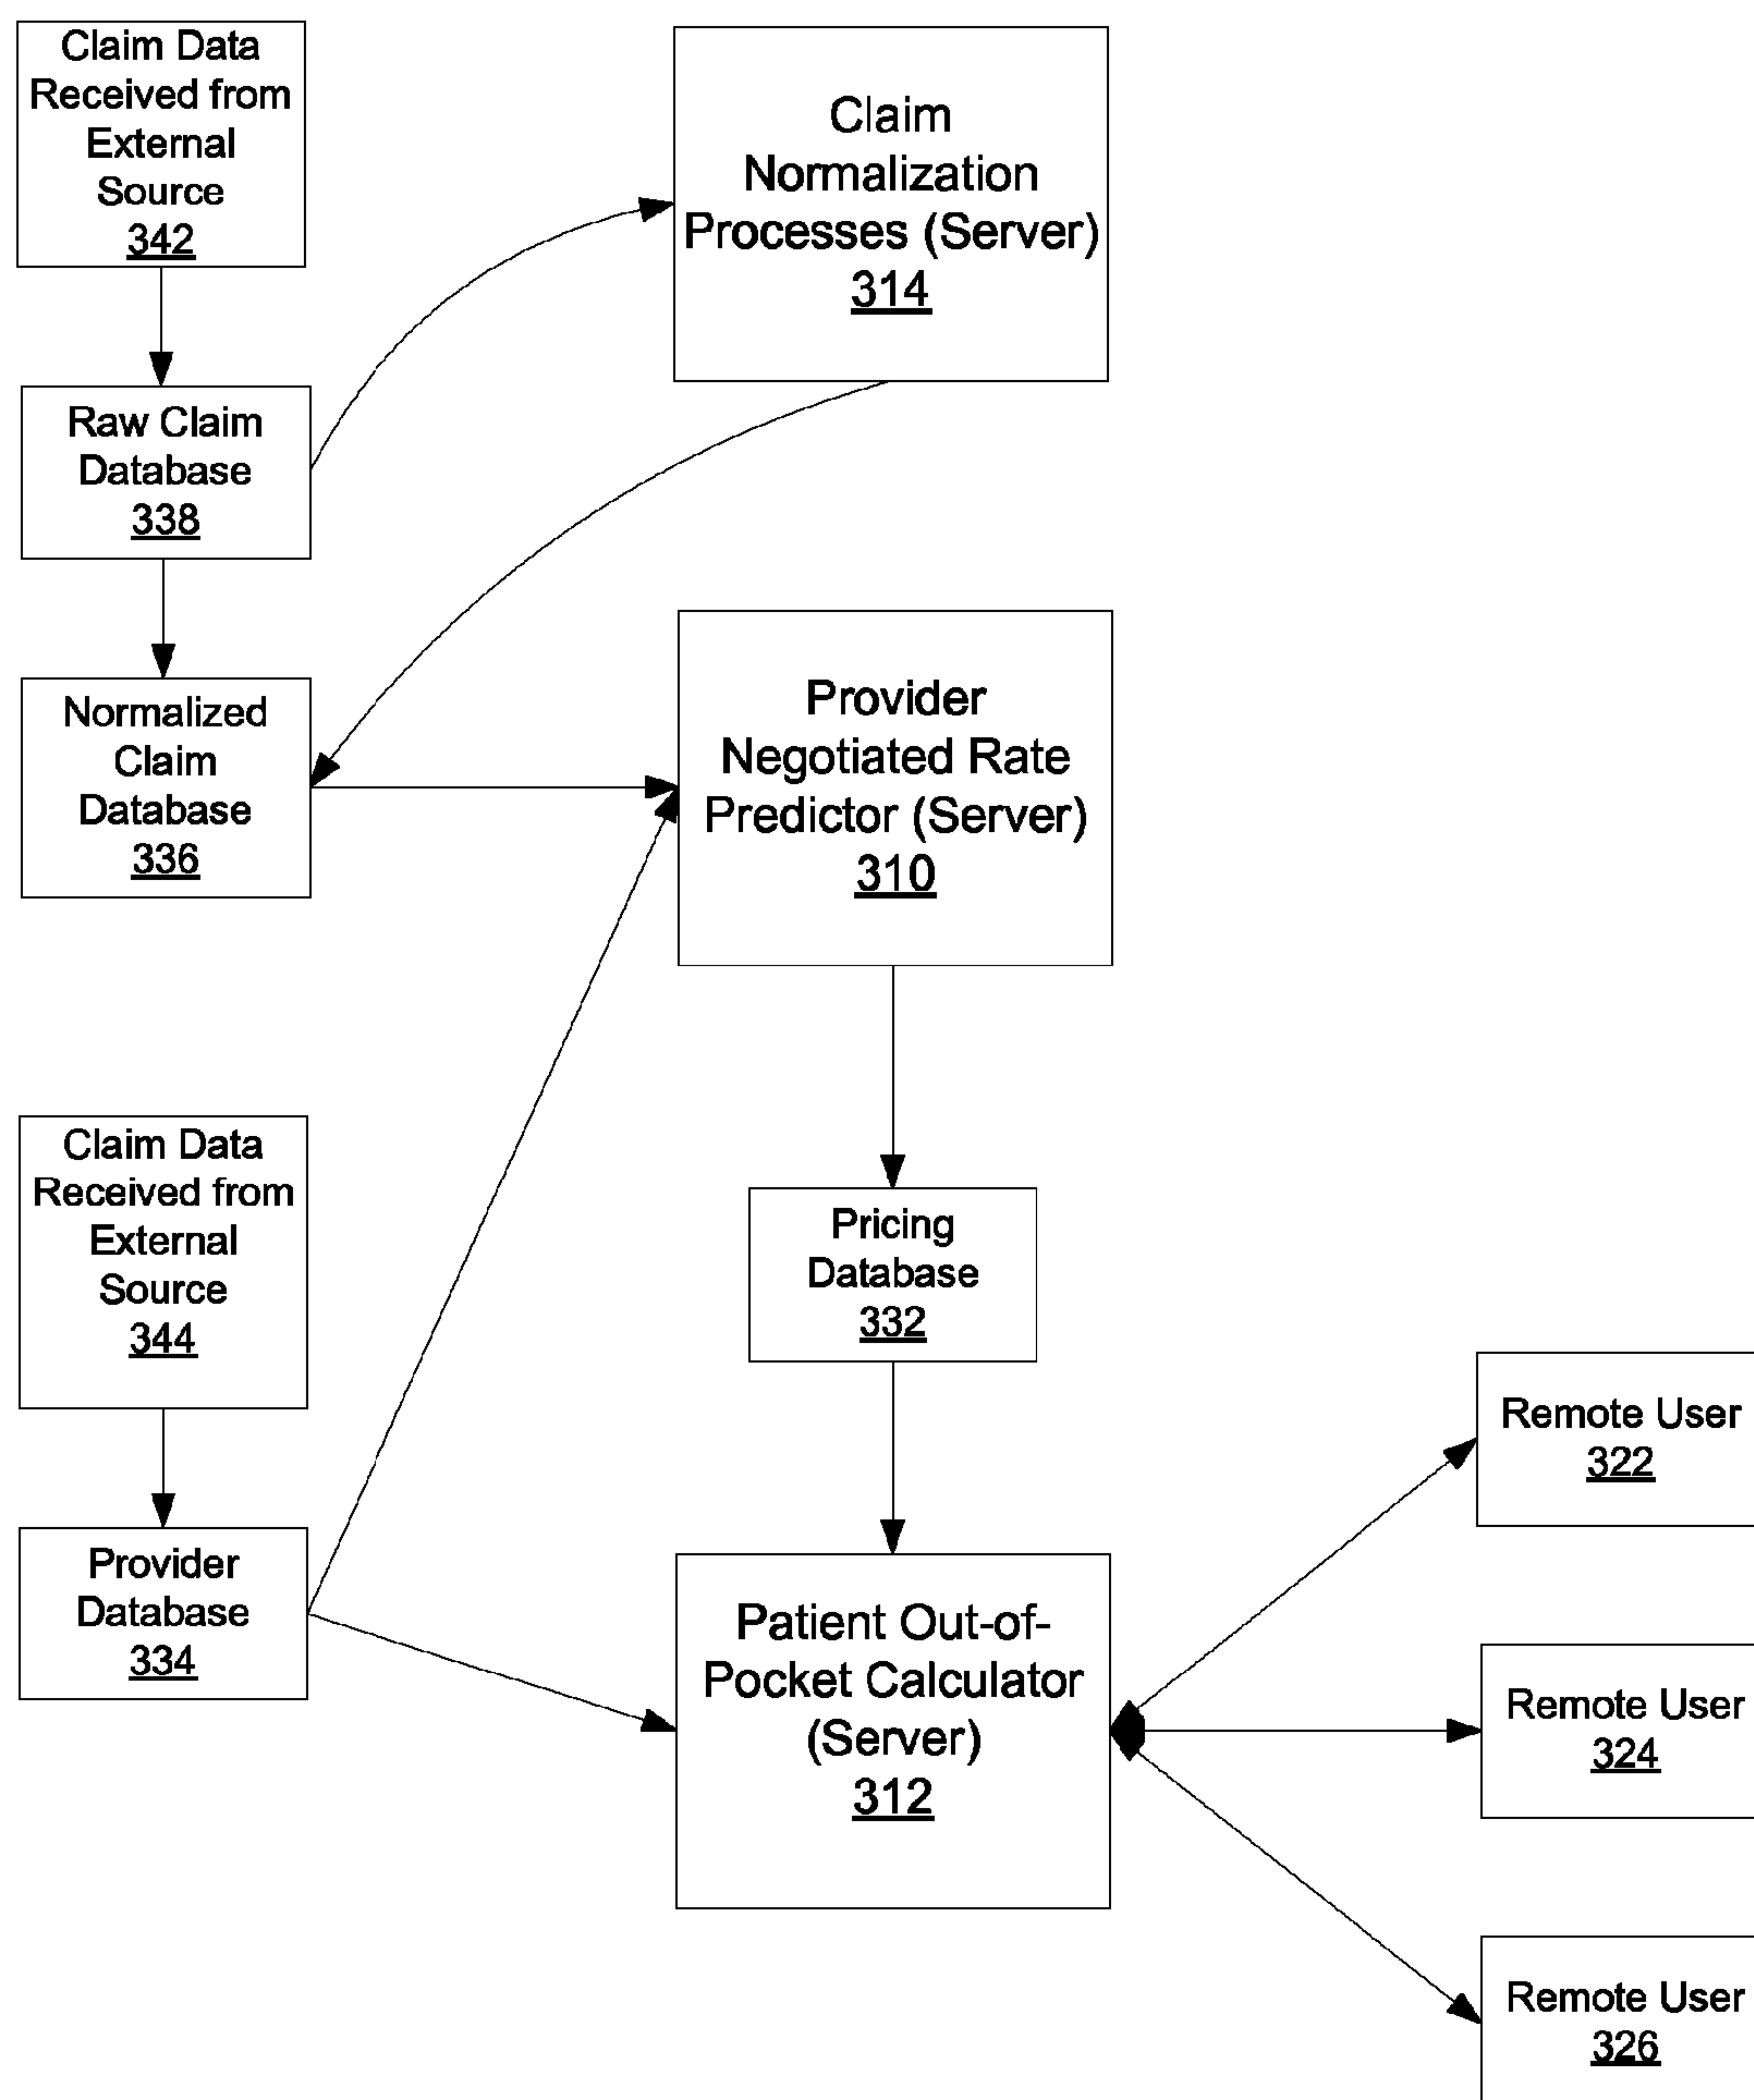 Claim Data
Received from
External
Source
342
Claim
Normalization
Processes (Server)
314
Raw Claim
Database
338
Normalized
Claim
Database
336
Provider
Negotiated Rate
Predictor (Server)
310
Claim Data
Received from
External
Source
344
Pricing
Database
332
Provider
Database
334
Patient Out-of-
Pocket Calculator
(Server)
312
Remote User
322
Remote User
324
Remote User
326